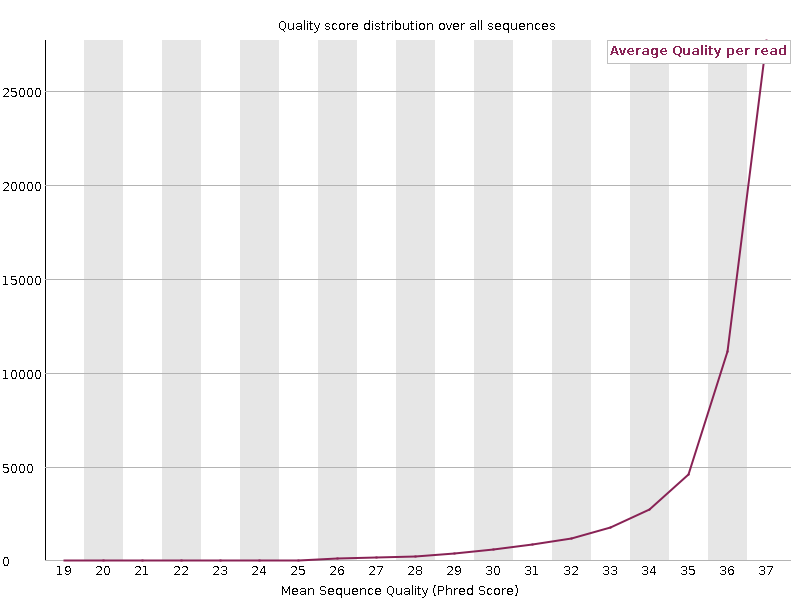 Quality score distribution over all sequences
Average Quality per read
25000
20000
15000
10000
5000
0
19 20 21 22 23 24 25 26 27 28 29 30 31 32 33 34 35 36 37
Mean Sequence Quality (Phred Score)